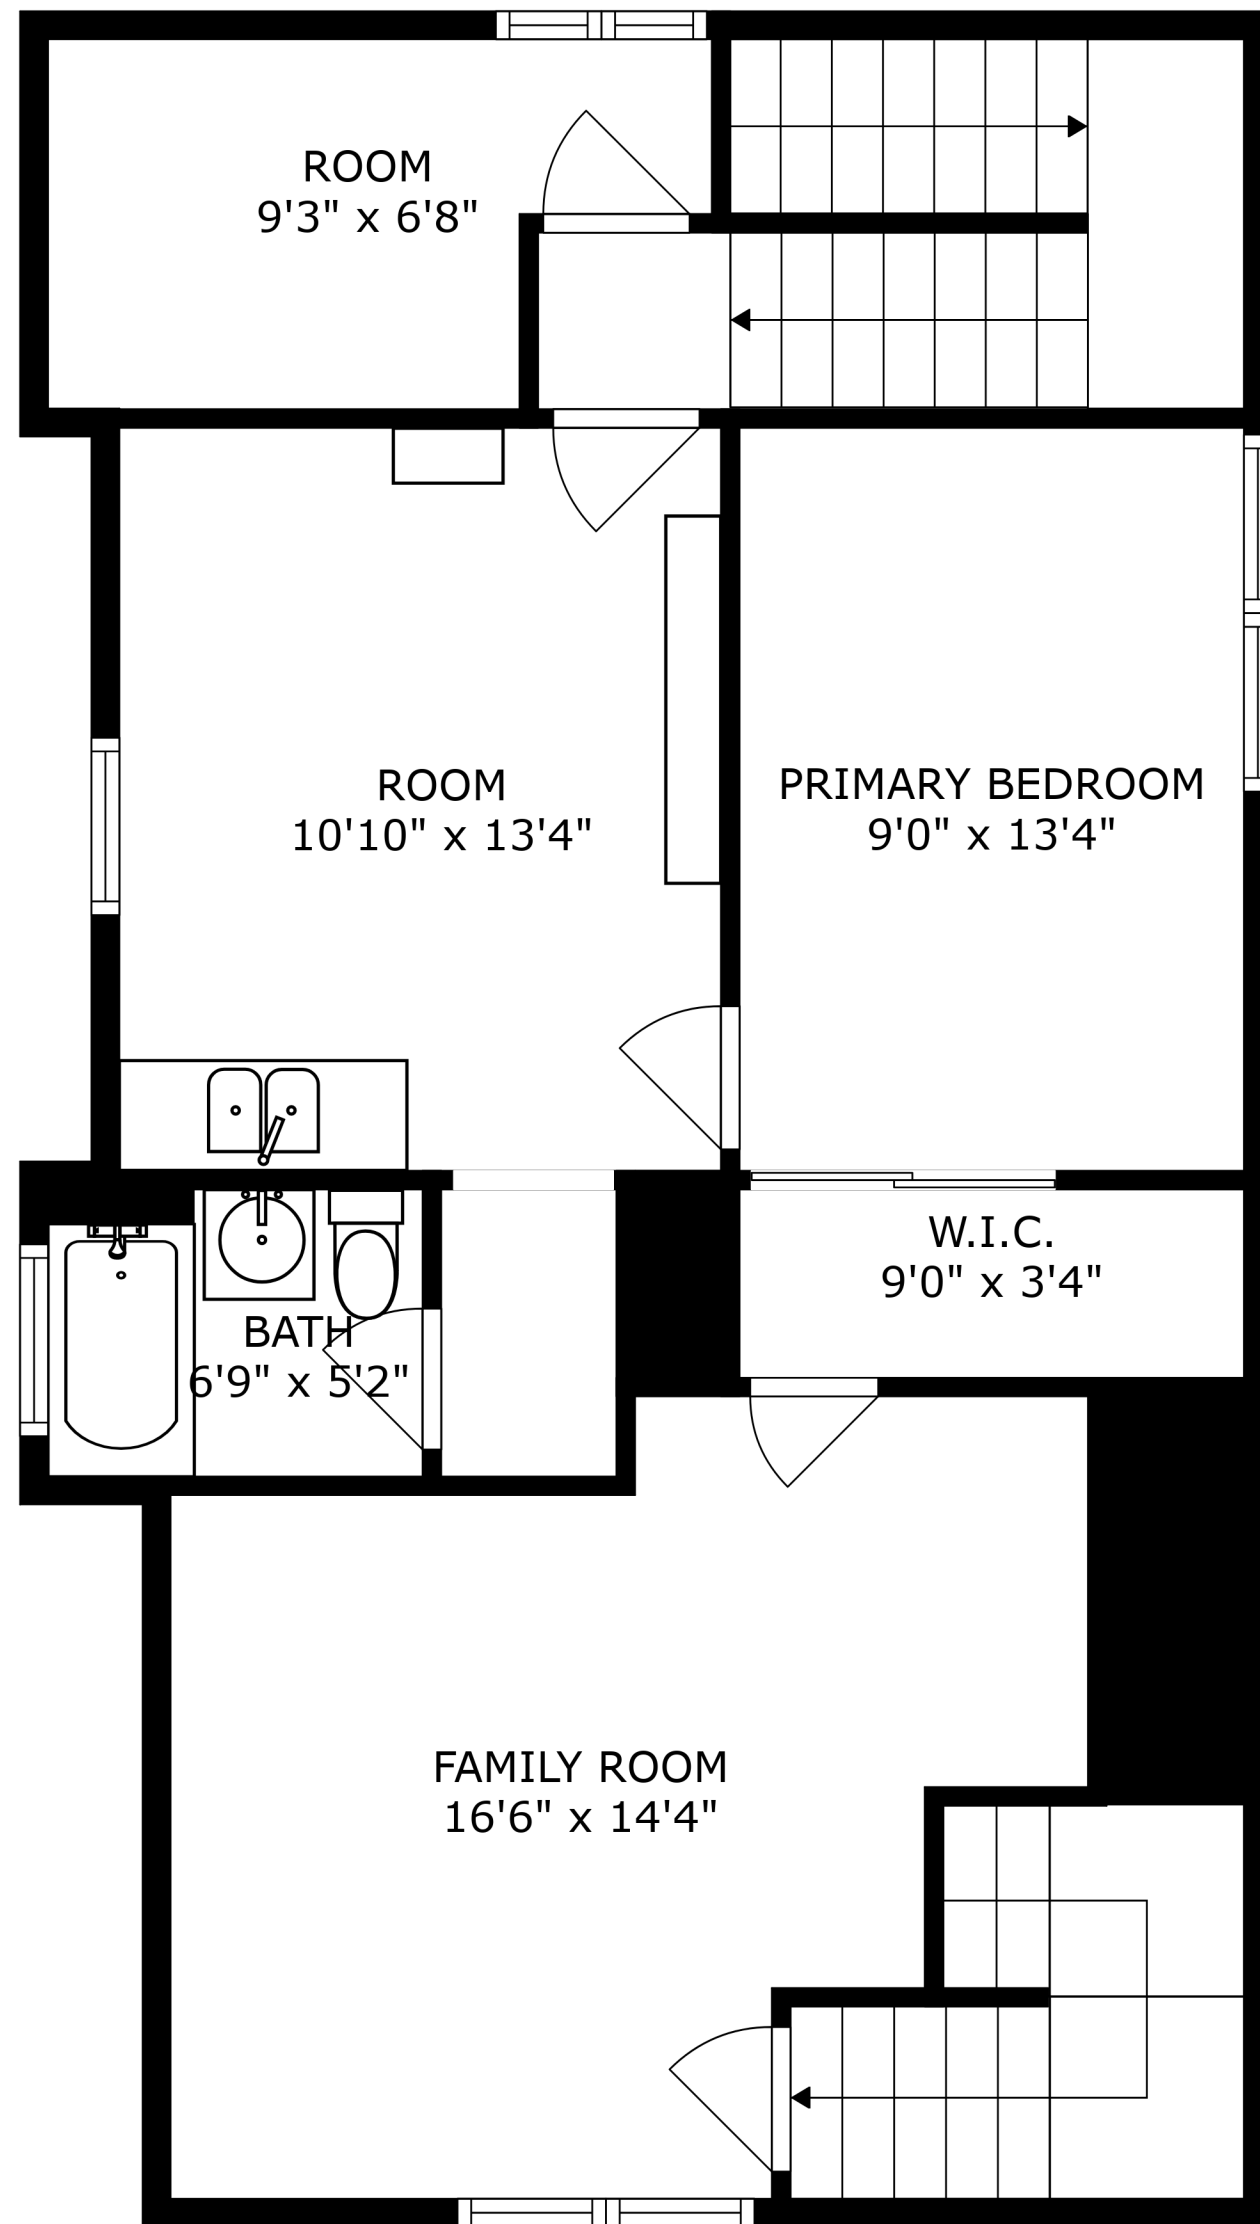 ROOM
9'3" x 6'8"
ROOM
10'10" x 13'4"
PRIMARY BEDROOM
9'0" x 13'4"
W.I.C.
9'0" x 3'4"
BATH
6'9" x 5'2"
FAMILY ROOM
16'6" x 14'4"